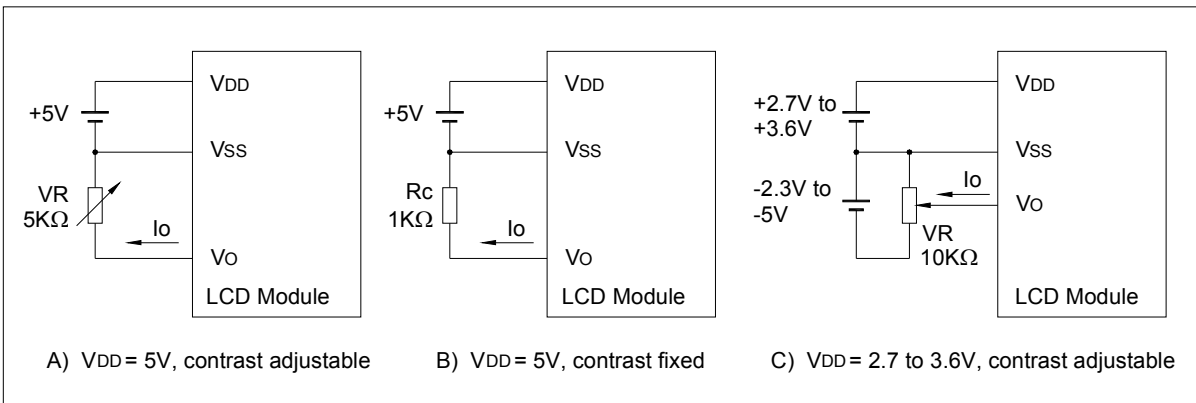 VDD
+5V
VSS
VR
5KΩ
Io
VO
LCD Module
A) VDD = 5V, contrast adjustable
VDD
+5V
VSS
Rc
1KΩ
Io
VO
LCD Module
B) VDD = 5V, contrast fixed
VDD
+2.7V to
+3.6V
VSS
-2.3V to
-5V
Io
VO
VR
10KΩ
LCD Module
C) VDD = 2.7 to 3.6V, contrast adjustable